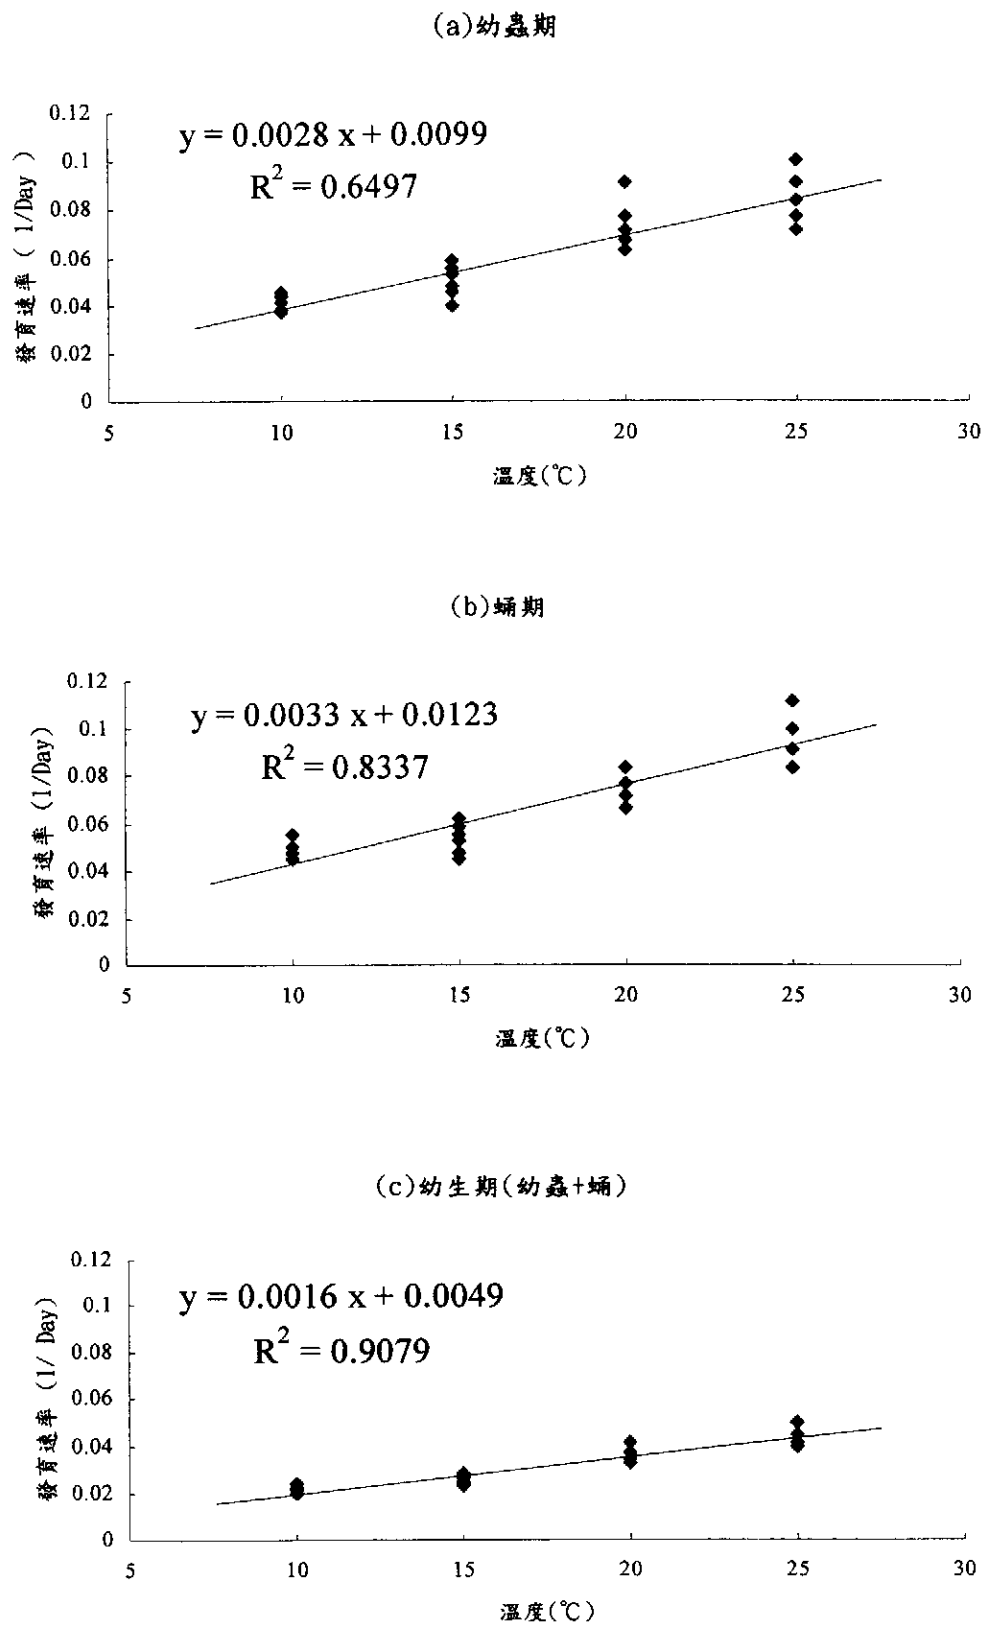 (a)幼蟲期
y = 0.0028 x + 0.0099
R² = 0.6497
發育速率 ( 1/Day )
0.12
0.1
0.08
0.06
0.04
0.02
0
5 10 15 20 25 30
溫度(℃)
(b)蛹期
y = 0.0033 x + 0.0123
R² = 0.8337
發育速率 (1/Day)
0.12
0.1
0.08
0.06
0.04
0.02
0
5 10 15 20 25 30
溫度(℃)
(c)幼生期(幼蟲+蛹)
y = 0.0016 x + 0.0049
R² = 0.9079
發育速率 (1/ Day)
0.12
0.1
0.08
0.06
0.04
0.02
0
5 10 15 20 25 30
溫度(℃)